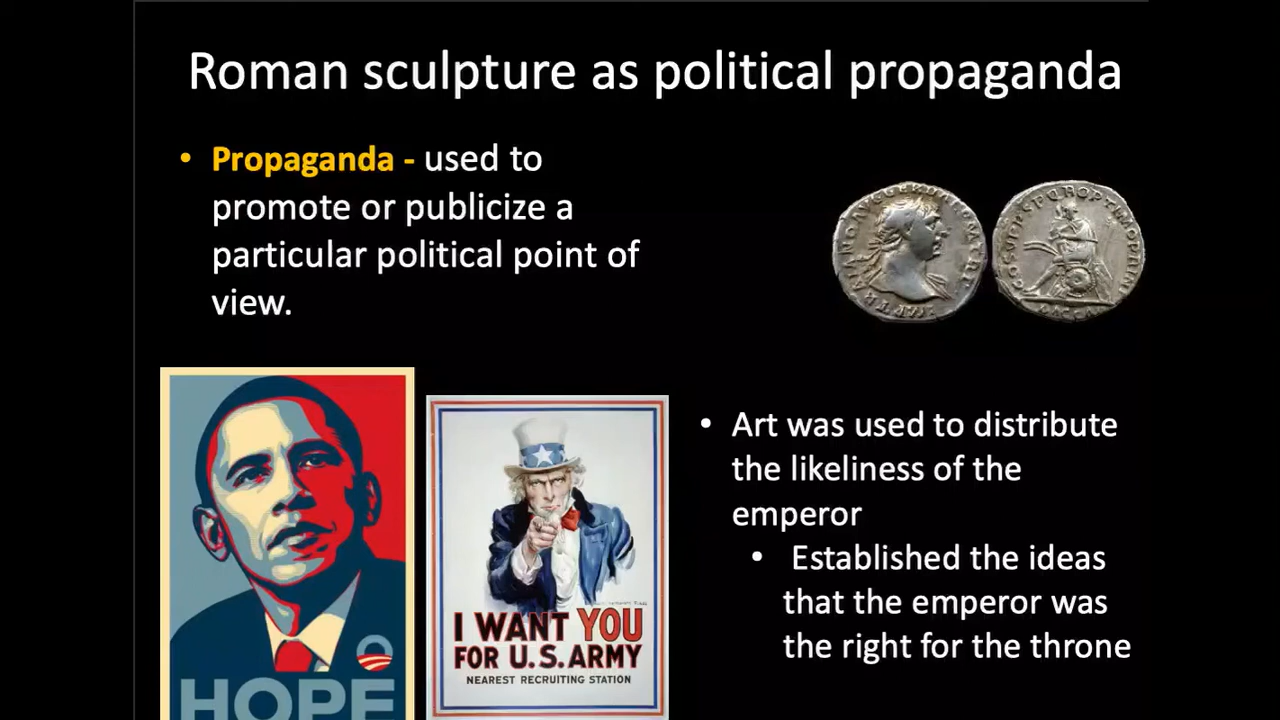 Roman sculpture as political propaganda
• Propaganda - used to
promote or publicize a
particular political point of
view.
HOPE
I WANT YOU
FOR U.S. ARMY
NEAREST RECRUITING STATION
• Art was used to distribute
the likeliness of the
emperor
• Established the ideas
that the emperor was
the right for the throne